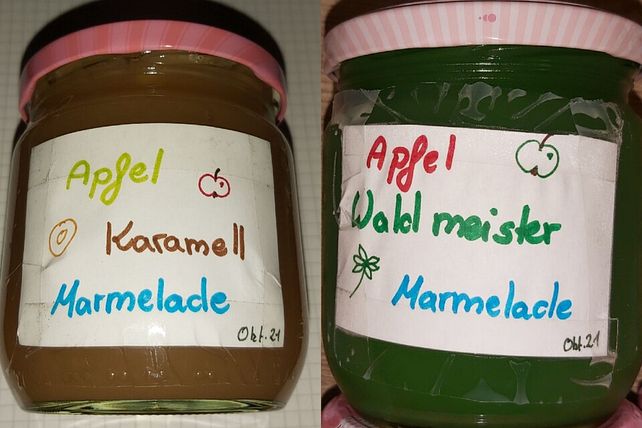 Apfel
Karamell
Marmelade
Okt. 21
Apfel
Waldmeister
Marmelade
Okt. 21